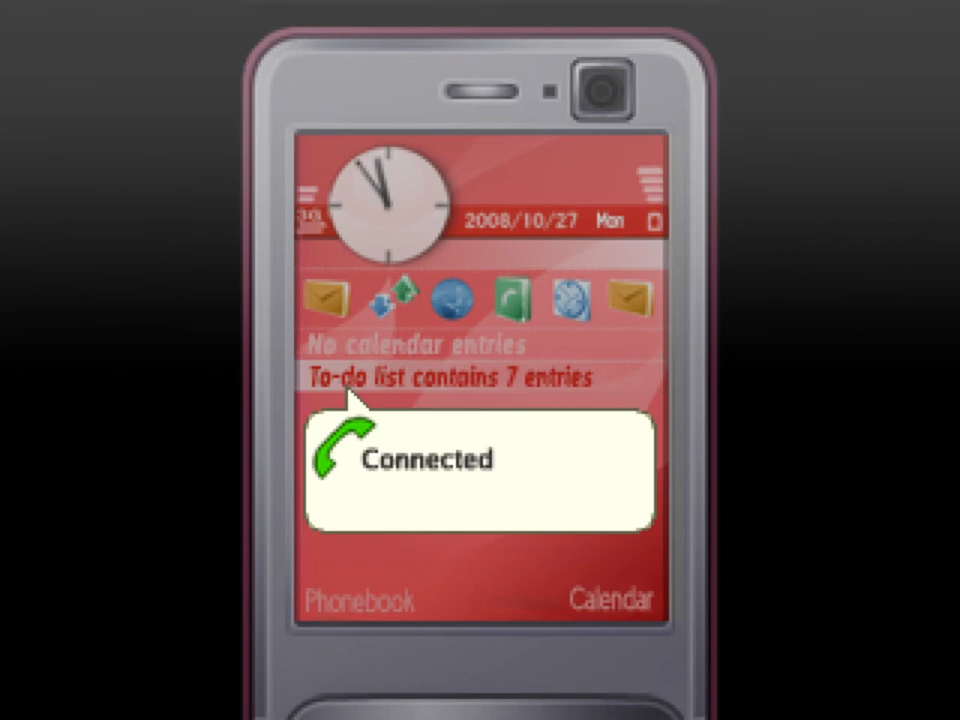 2008/10/27 Mon
No calendar entries
To-do list contains 7 entries
Connected
Phonebook Calendar